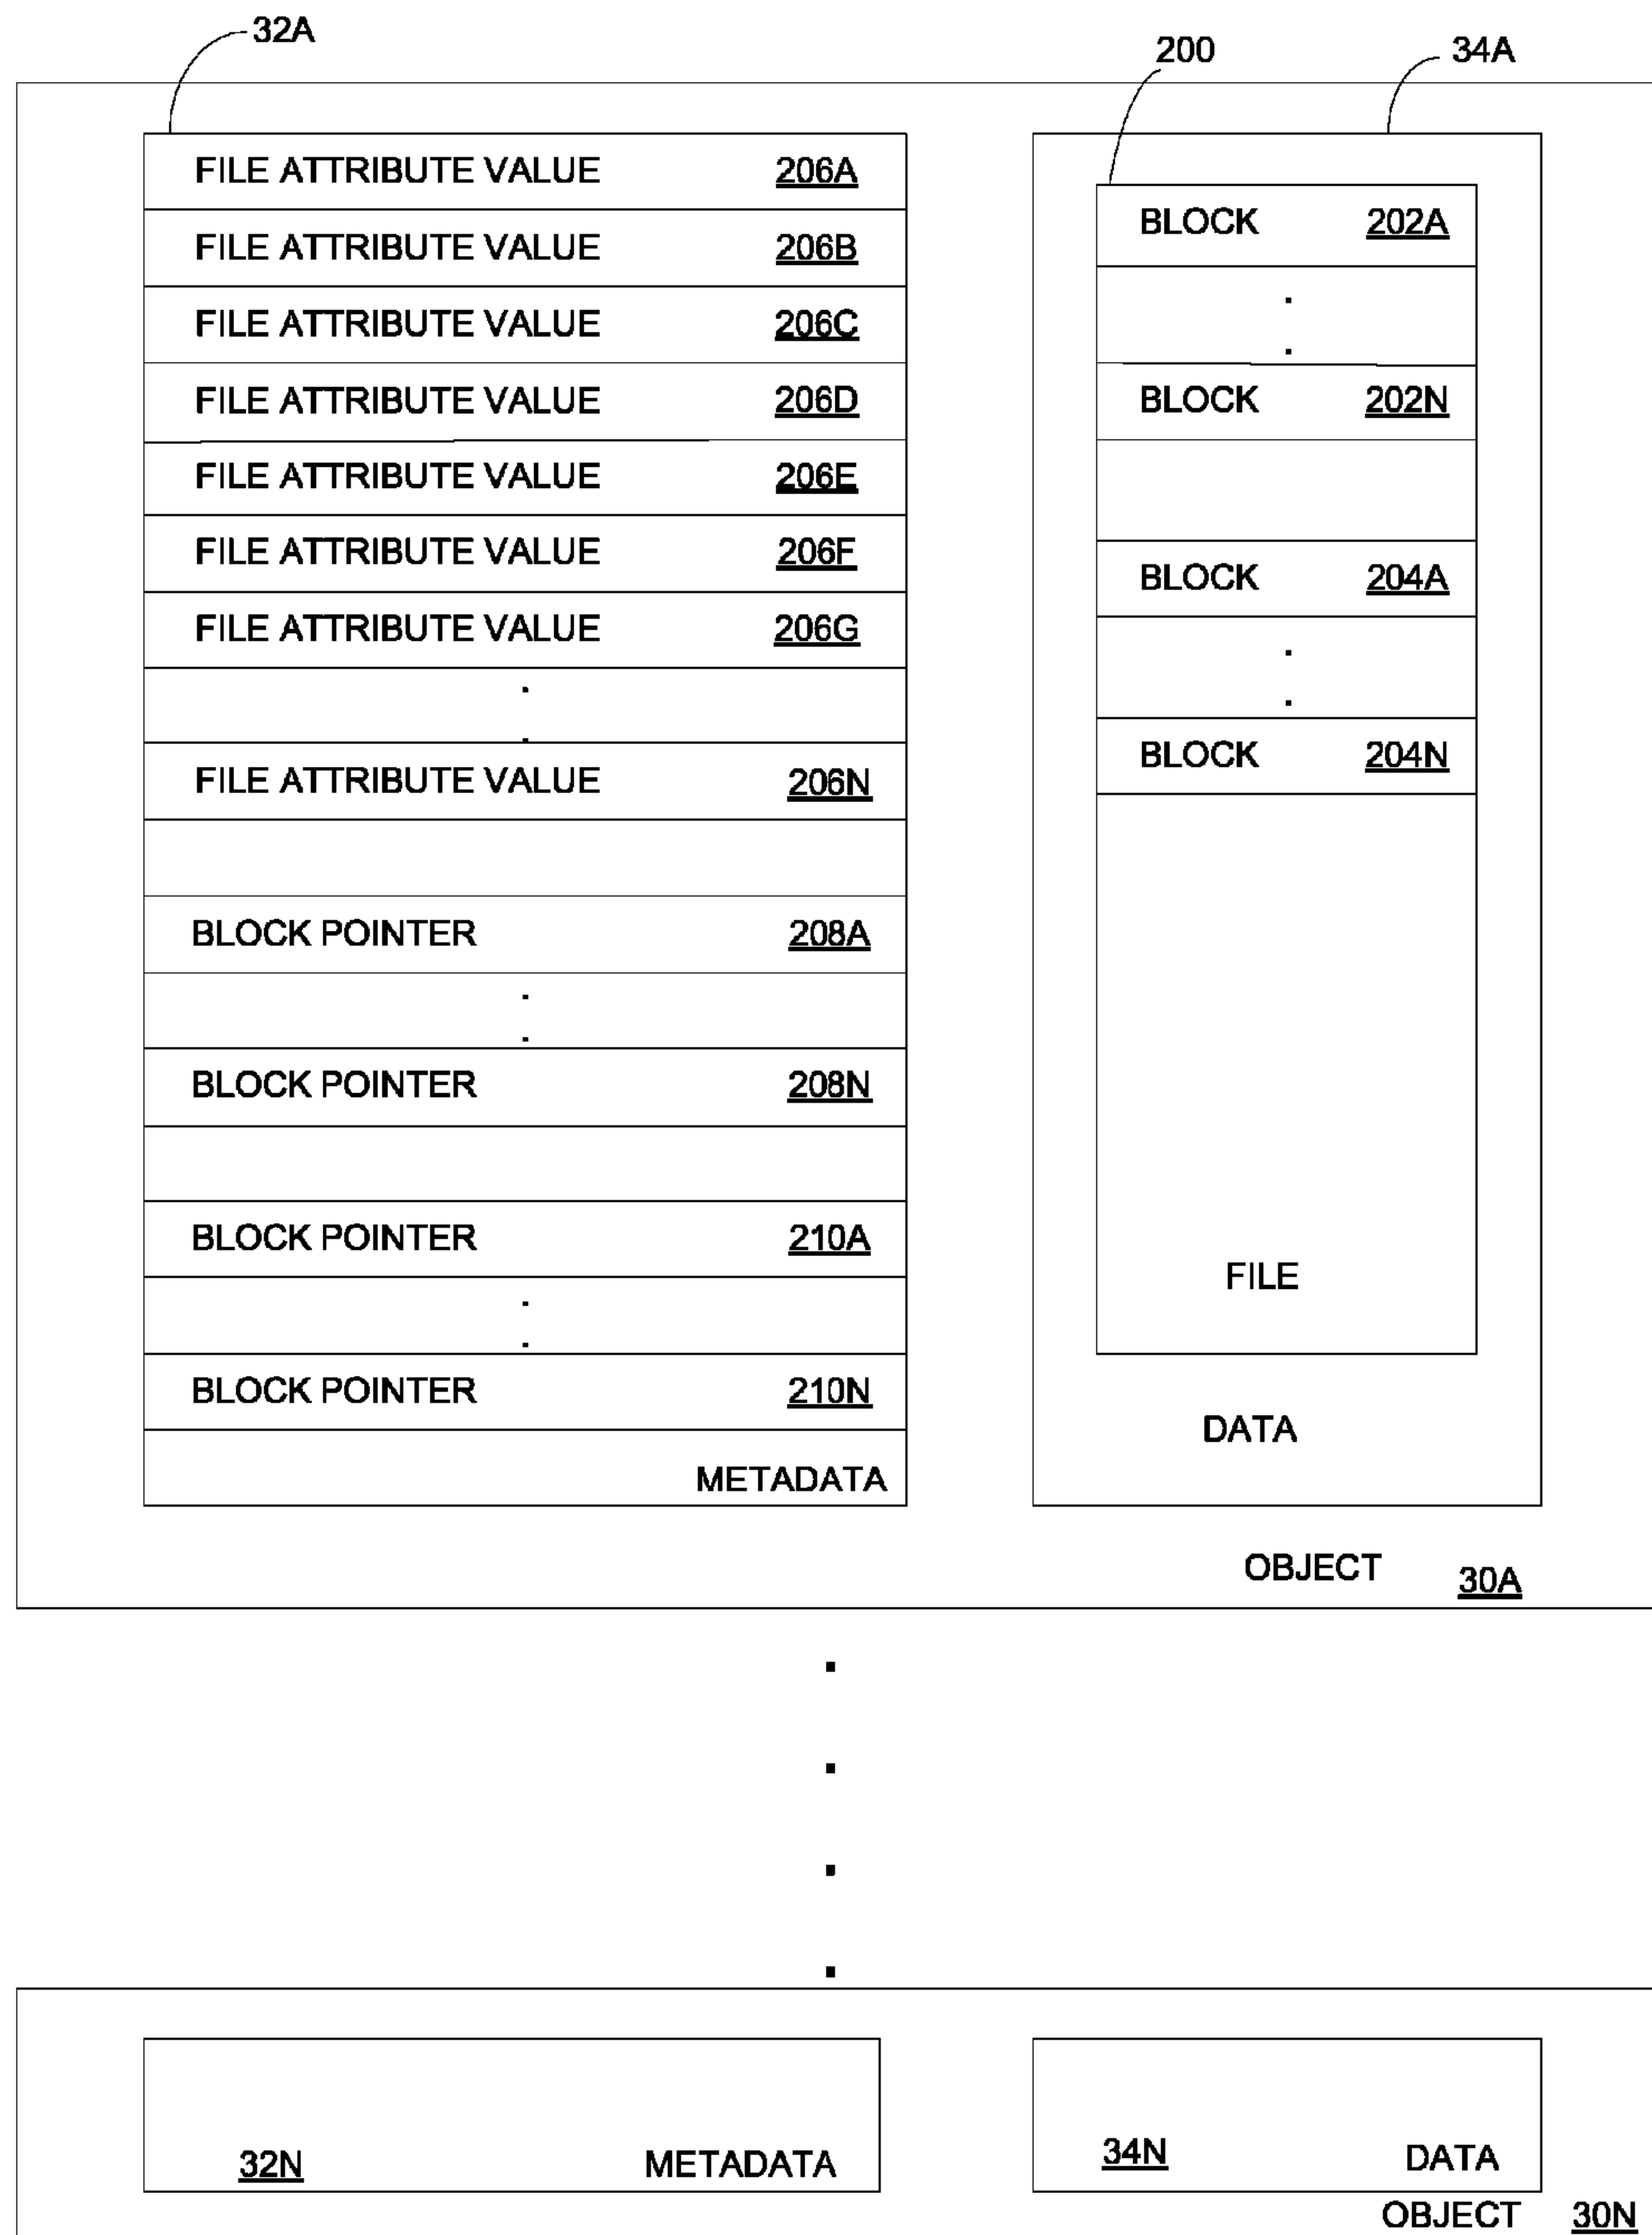 32A
200
34A
FILE ATTRIBUTE VALUE 206A
FILE ATTRIBUTE VALUE 206B
FILE ATTRIBUTE VALUE 206C
FILE ATTRIBUTE VALUE 206D
FILE ATTRIBUTE VALUE 206E
FILE ATTRIBUTE VALUE 206F
FILE ATTRIBUTE VALUE 206G
FILE ATTRIBUTE VALUE 206N
BLOCK POINTER 208A
BLOCK POINTER 208N
BLOCK POINTER 210A
BLOCK POINTER 210N
METADATA
BLOCK 202A
BLOCK 202N
BLOCK 204A
BLOCK 204N
FILE
DATA
OBJECT 30A
32N METADATA
34N DATA
OBJECT 30N